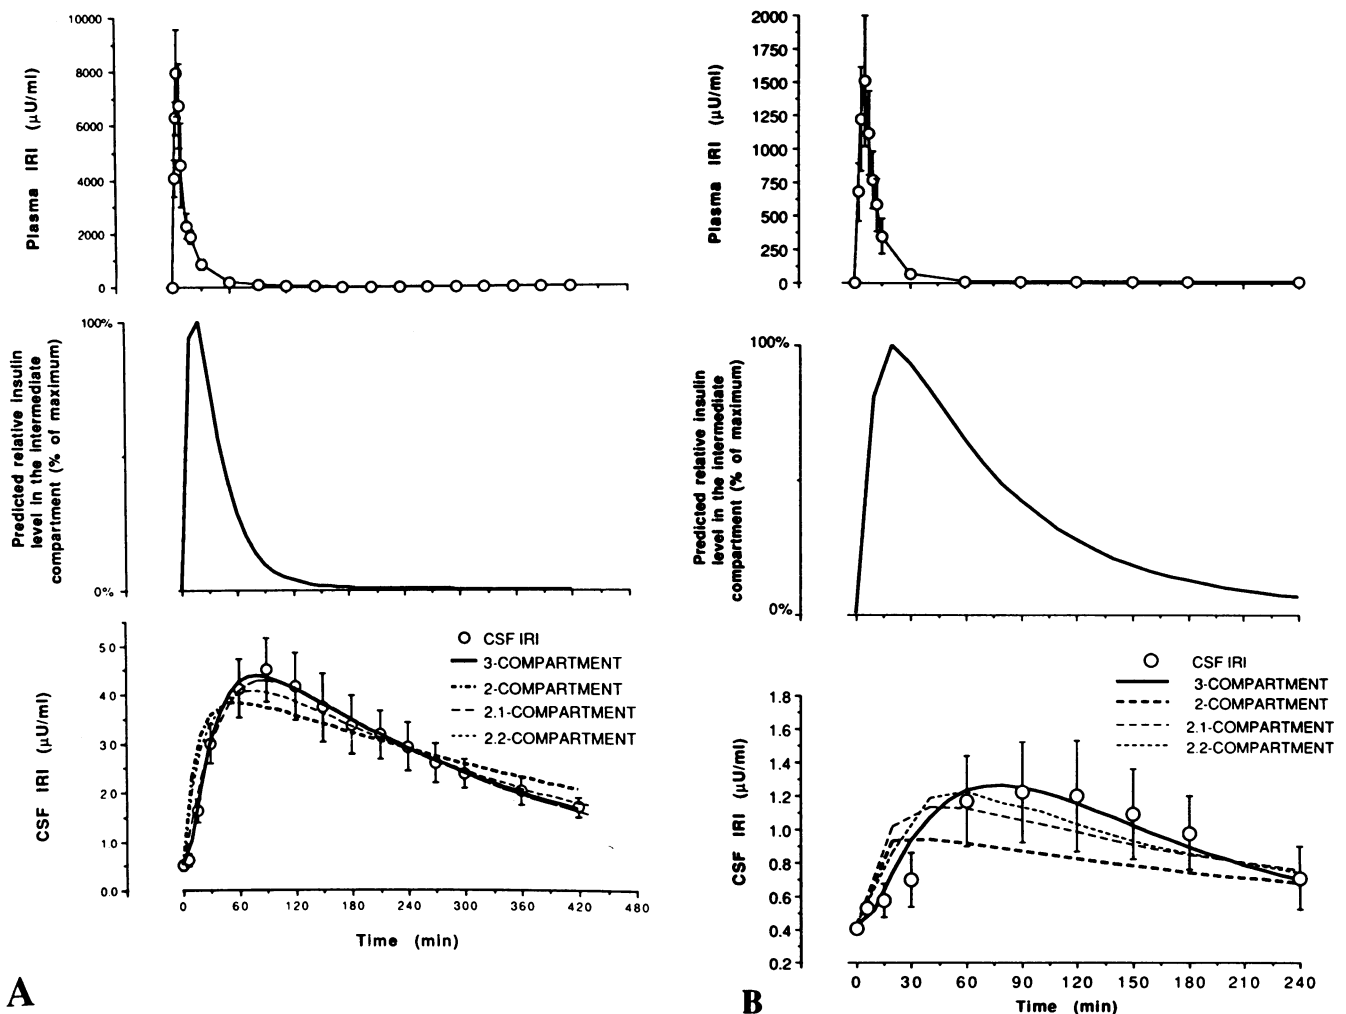 10000
8000
6000
4000
2000
0
Plasma IRI (µU/ml)
100%
0%
Predicted relative insulin
level in the intermediate
compartment (% of maximum)
5.0
4.0
3.0
2.0
1.0
0.0
CSF IRI (µU/ml)
CSF IRI
3-COMPARTMENT
2-COMPARTMENT
2.1-COMPARTMENT
2.2-COMPARTMENT
0 60 120 180 240 300 360 420 480
Time (min)
A
2000
1750
1500
1250
1000
750
500
250
0
Plasma IRI (µU/ml)
100%
0%
Predicted relative insulin
level in the intermediate
compartment (% of maximum)
1.8
1.6
1.4
1.2
1.0
0.8
0.6
0.4
0.2
CSF IRI (µU/ml)
CSF IRI
3-COMPARTMENT
2-COMPARTMENT
2.1-COMPARTMENT
2.2-COMPARTMENT
0 30 60 90 120 150 180 210 240
Time (min)
B